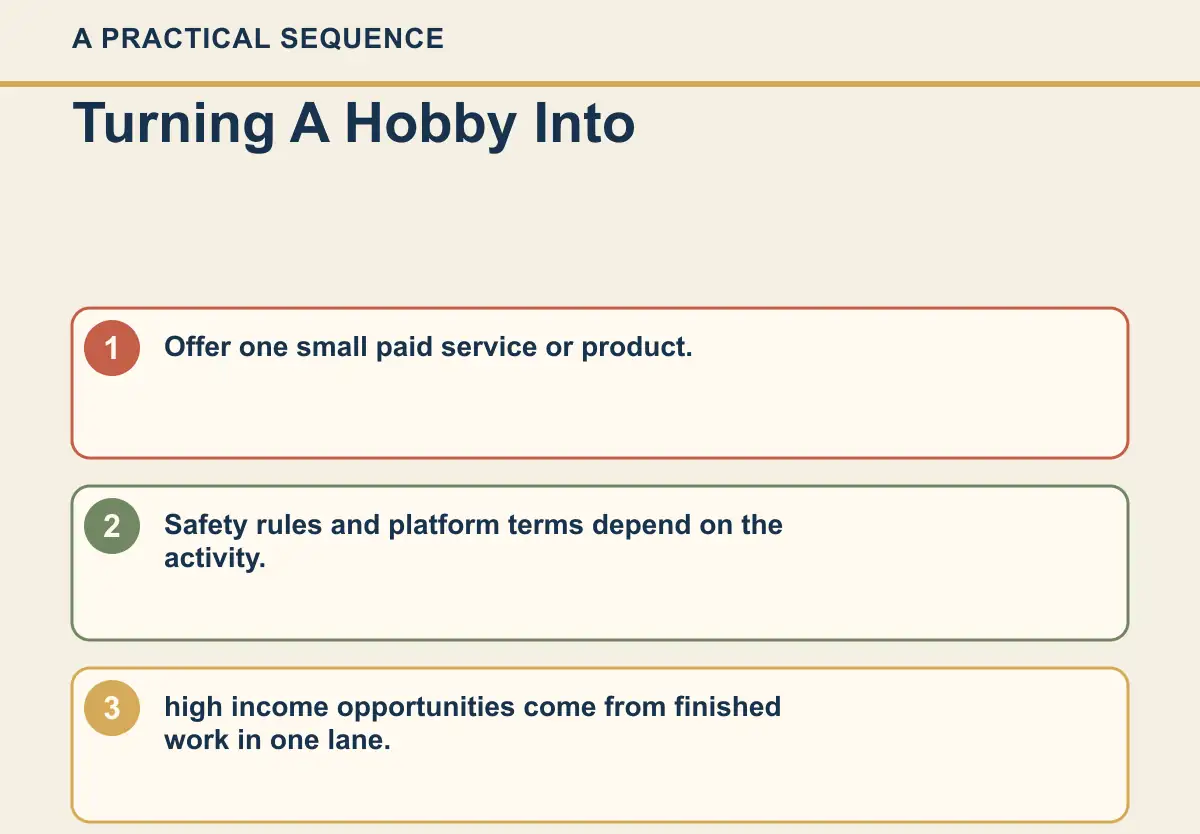 A PRACTICAL SEQUENCE
Turning A Hobby Into
1
Offer one small paid service or product.
2
Safety rules and platform terms depend on the
activity.
3
high income opportunities come from finished
work in one lane.